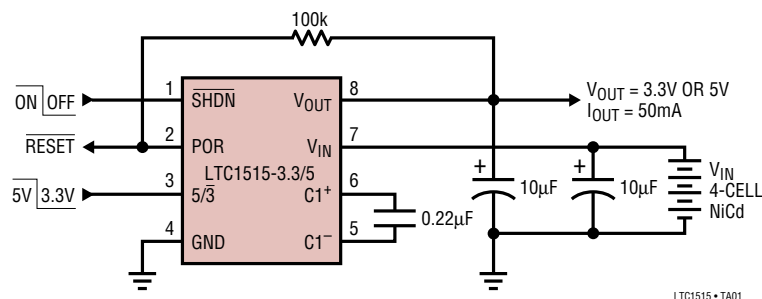 100k
ON OFF
1
SHDN
VOUT
8
VOUT = 3.3V OR 5V
IOUT = 50mA
RESET
2
POR
VIN
7
LTC1515-3.3/5
5V 3.3V
3
5/3
C1+
6
+
10µF
+
10µF
VIN
4-CELL
NiCd
0.22µF
4
GND
C1–
5
LTC1515 • TA01